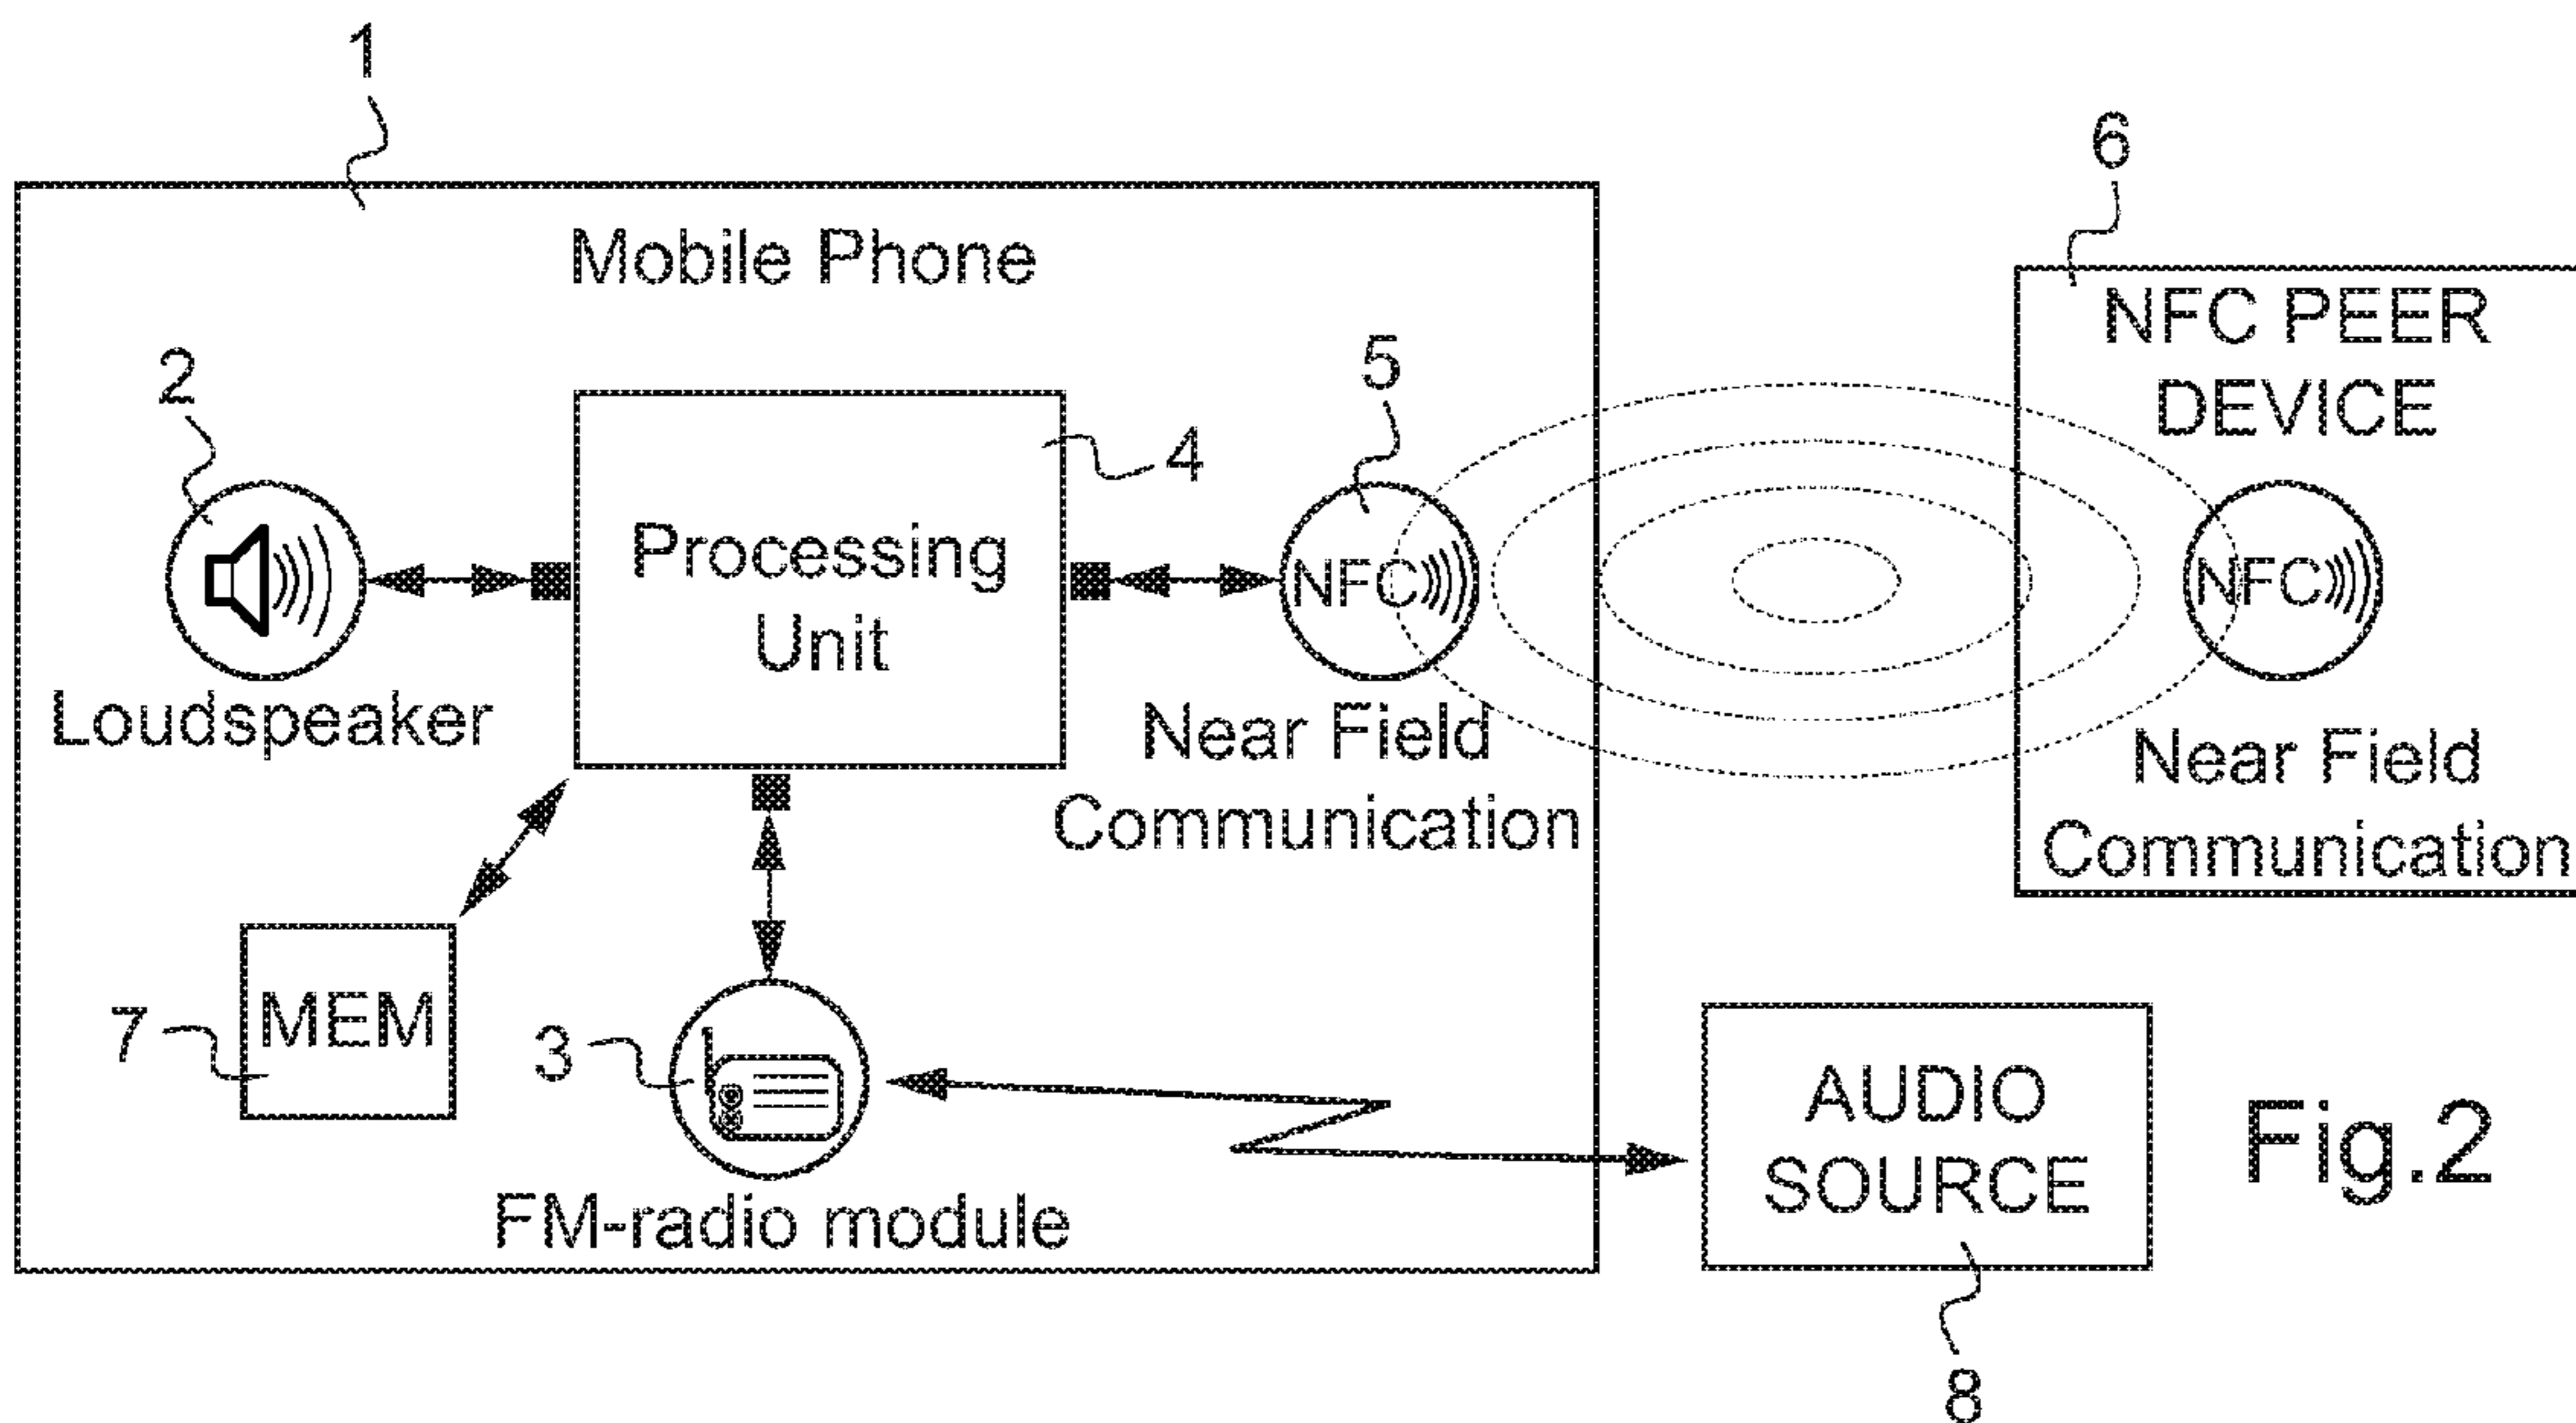 1
Mobile Phone
2
Loudspeaker
Processing
Unit
4
5
NFC
Near Field
Communication
6
NFC PEER
DEVICE
NFC
Near Field
Communication
7
MEM
3
FM-radio module
AUDIO
SOURCE
8
Fig.2